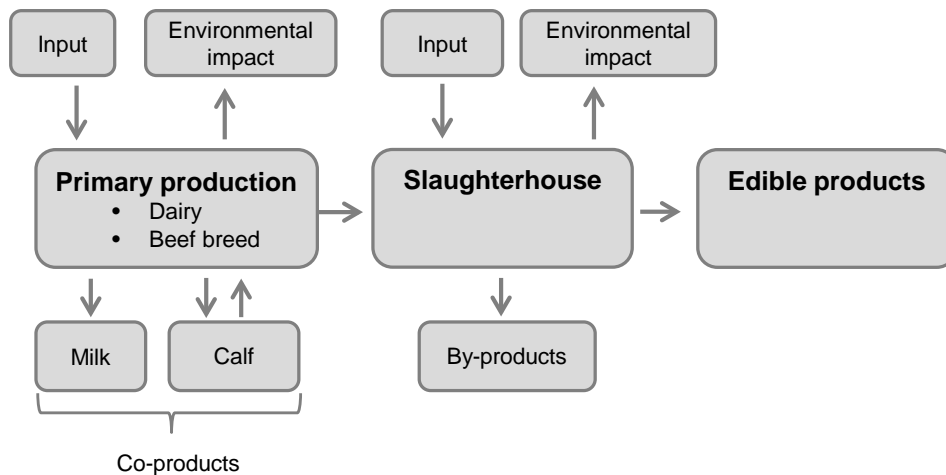 Input
Environmental
impact
Input
Environmental
impact
Primary production
• Dairy
• Beef breed
Slaughterhouse
Edible products
Milk
Calf
By-products
Co-products